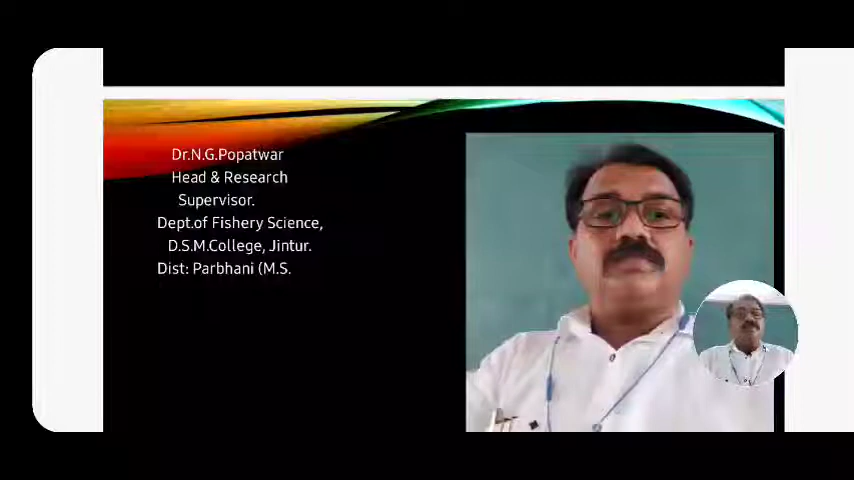 Dr.N.G.Popatwar
Head & Research
Supervisor.
Dept.of Fishery Science,
D.S.M.College, Jintur.
Dist: Parbhani (M.S.